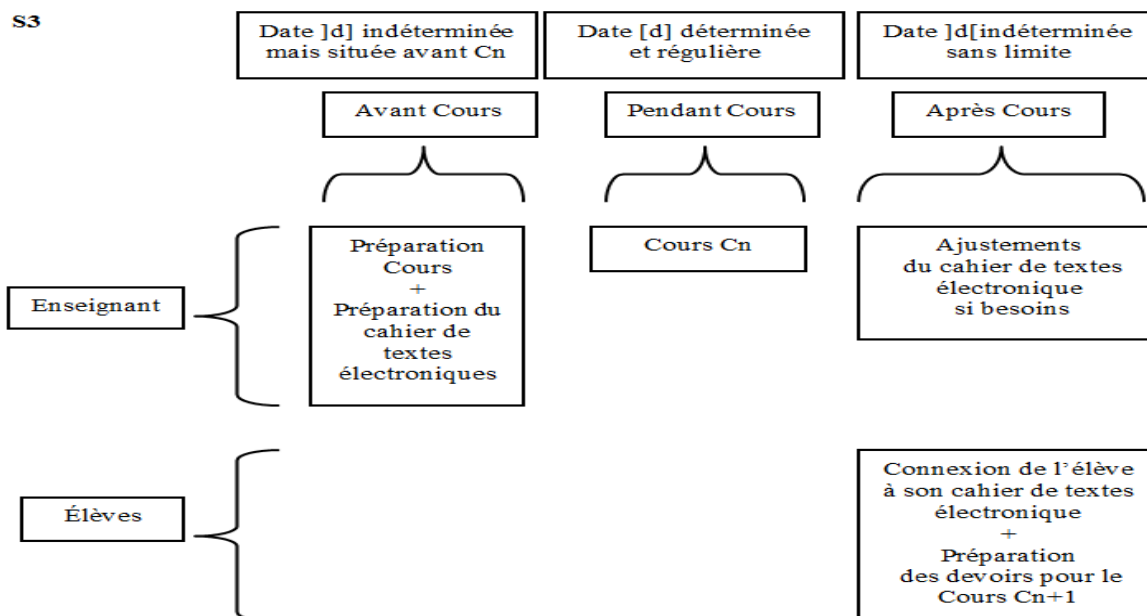 S3
Date ]d] indéterminée
mais située avant Cn
Date [d] déterminée
et régulière
Date ]d[indéterminée
sans limite
Avant Cours
Pendant Cours
Après Cours
Enseignant
Préparation
Cours
+
Préparation du
cahier de
textes
électroniques
Cours Cn
Ajustements
du cahier de textes
électronique
si besoins
Élèves
Connexion de l'élève
à son cahier de textes
électronique
+
Préparation
des devoirs pour le
Cours Cn+1